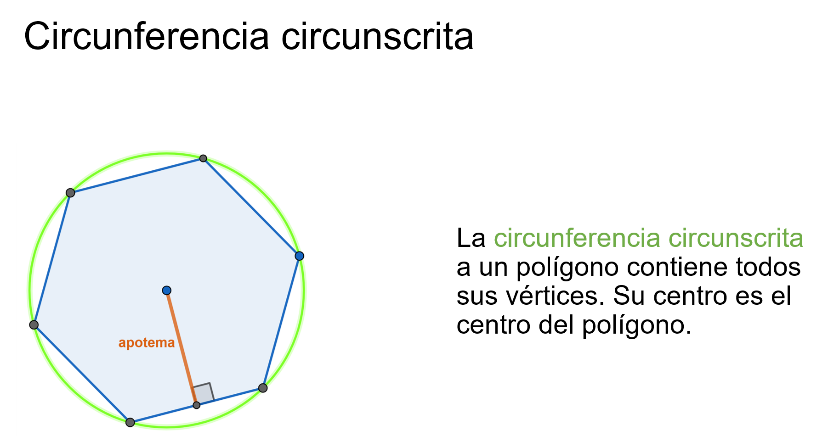 Circunferencia circunscrita
apotema
La circunferencia circunscrita
a un polígono contiene todos
sus vértices. Su centro es el
centro del polígono.